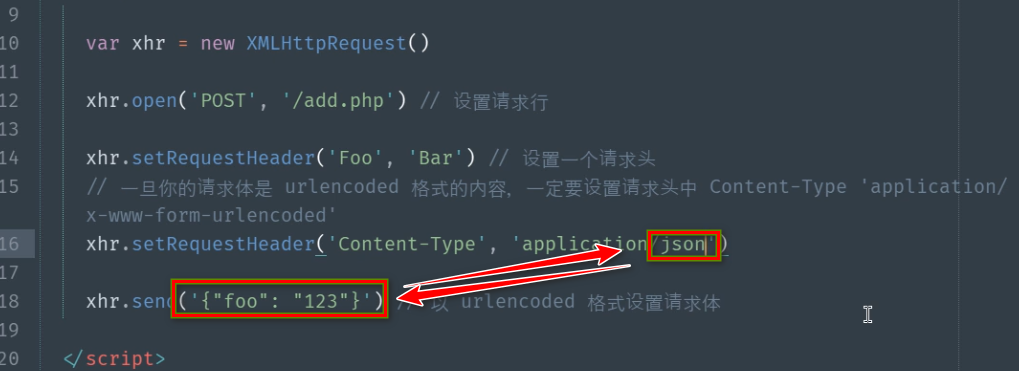 9
10 var xhr = new XMLHttpRequest()
11
12 xhr.open('POST', '/add.php') // 设置请求行
13
14 xhr.setRequestHeader('Foo', 'Bar') // 设置一个请求头
15 // 一旦你的请求体是 urlencoded 格式的内容，一定要设置请求头中 Content-Type 'application/
x-www-form-urlencoded'
16 xhr.setRequestHeader('Content-Type', 'application/json')
17
18 xhr.send('{"foo": "123"}') // 以 urlencoded 格式设置请求体
19
20 </script>